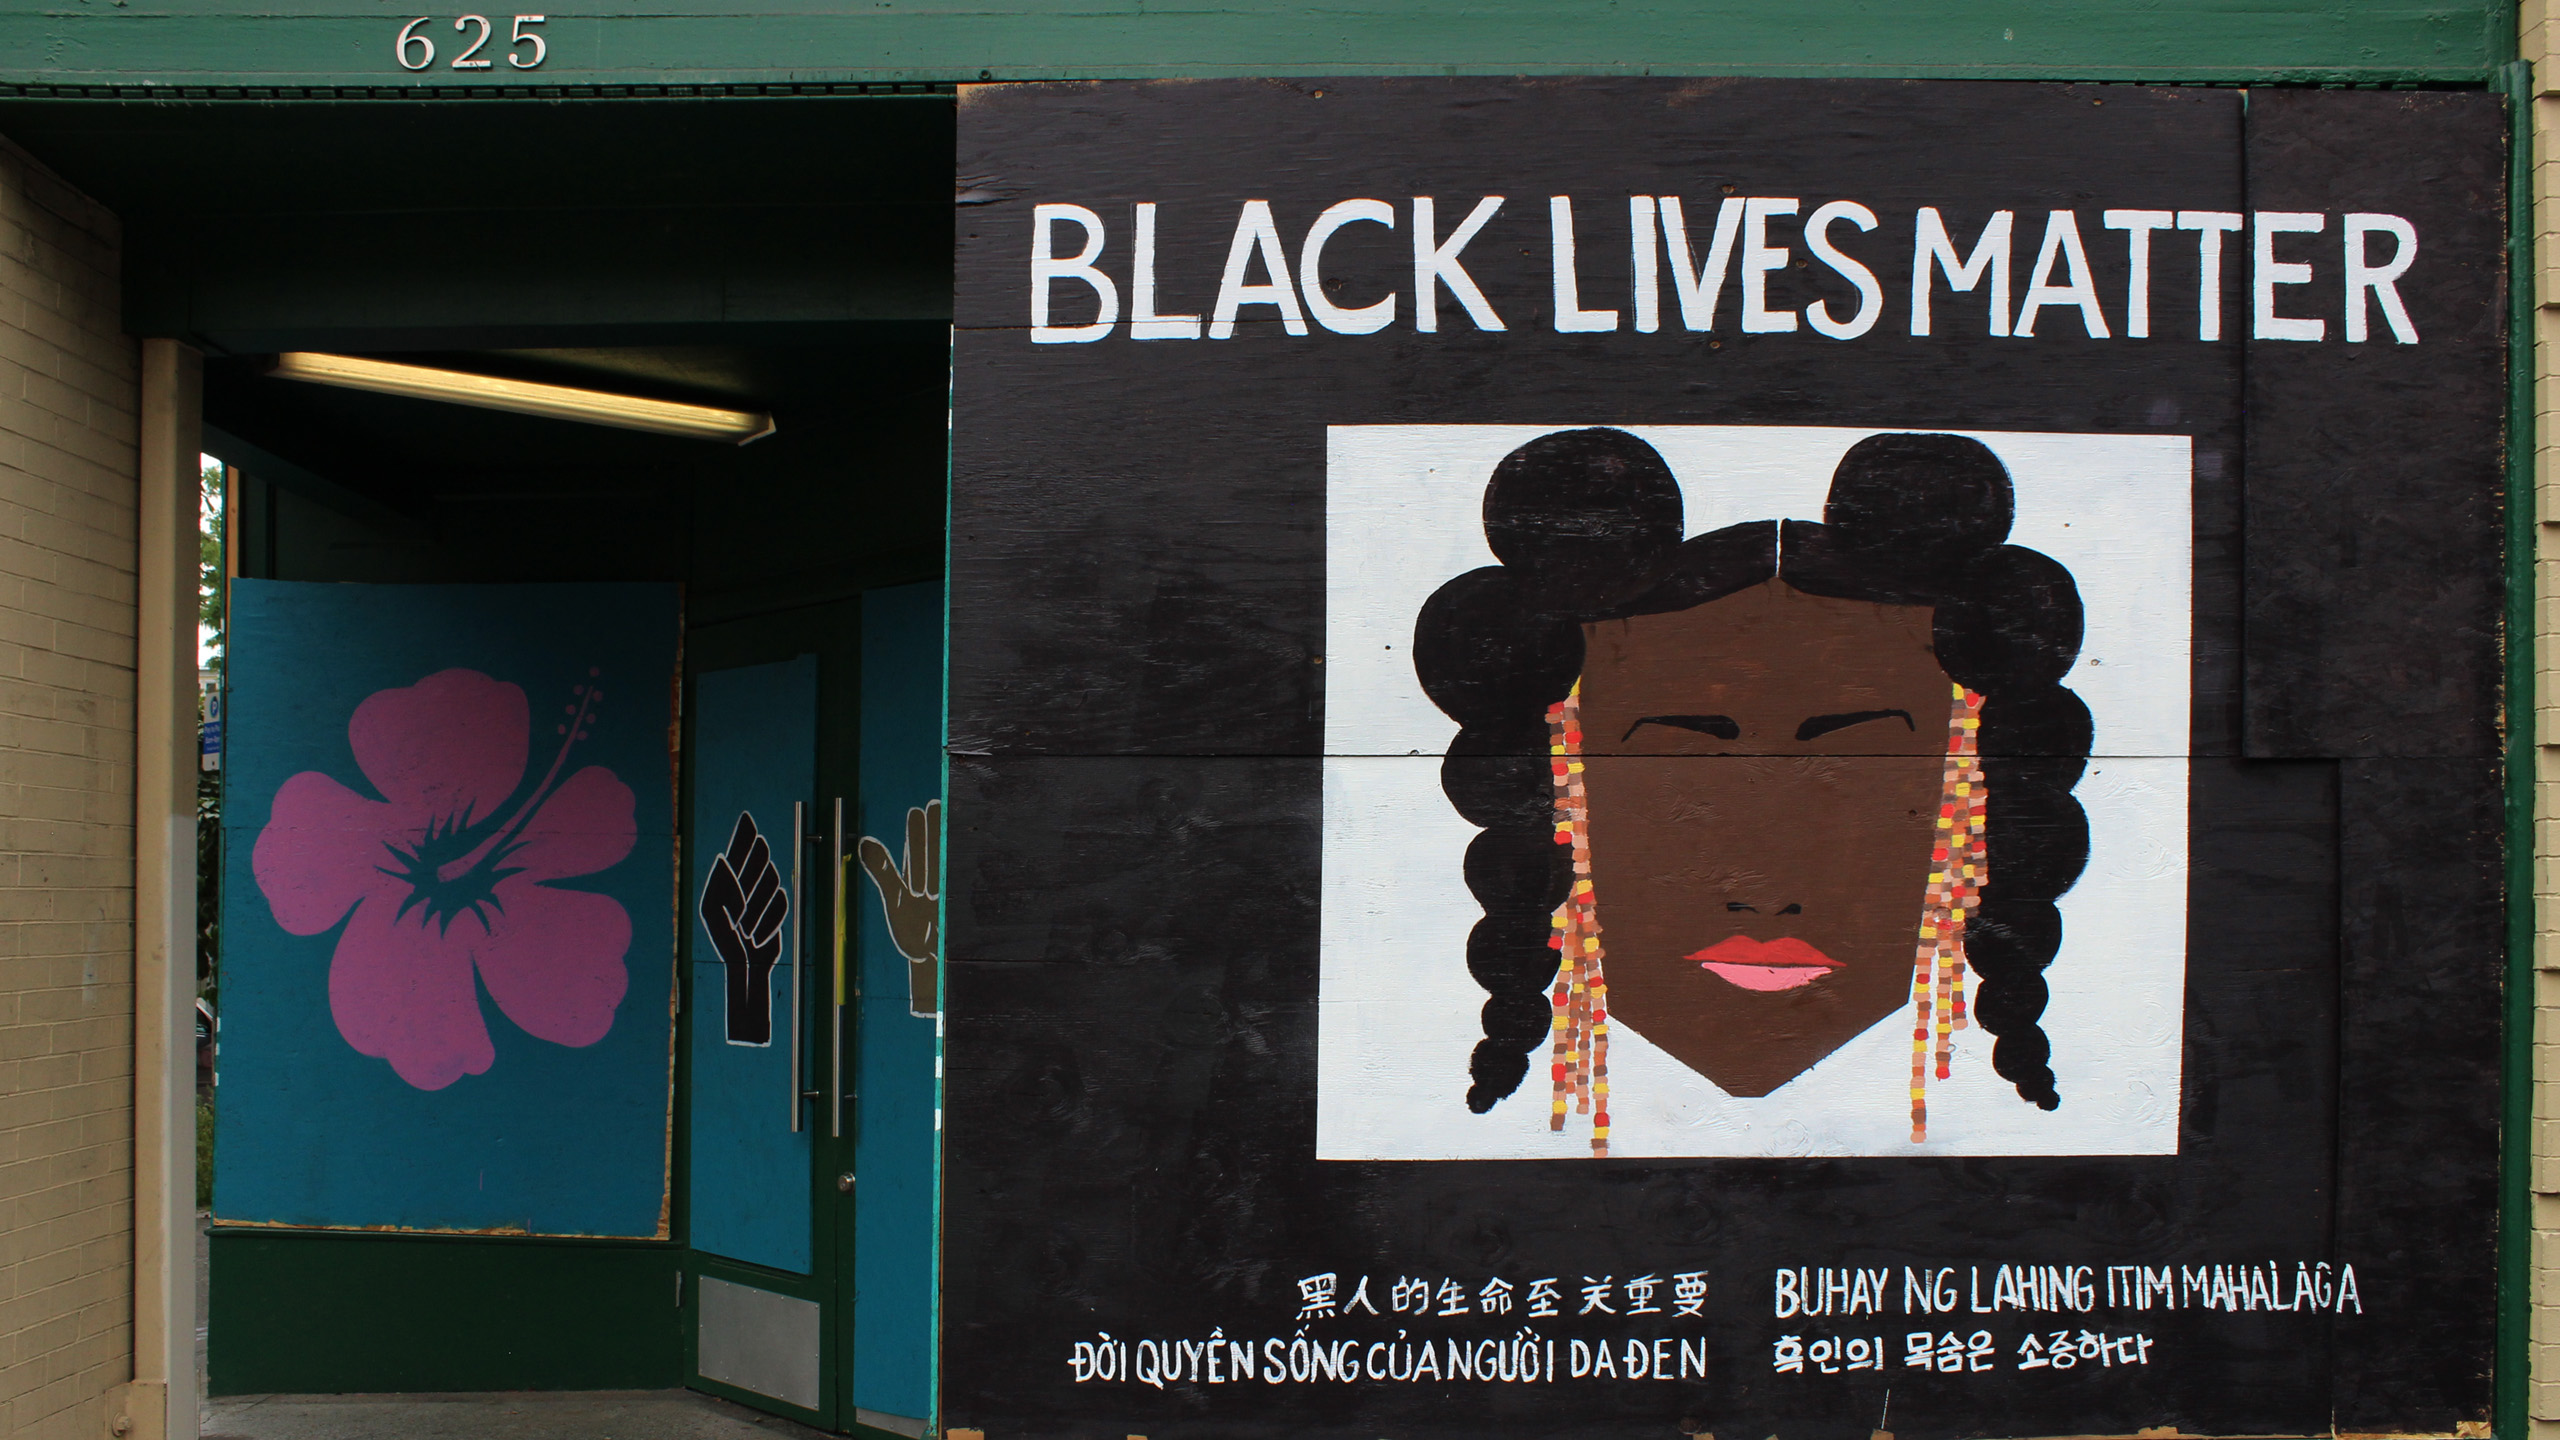 625
BLACK LIVES MATTER
黑人的生命至关重要
ĐÒI QUYỀN SỐNG CỦA NGƯỜI DA ĐEN
BUHAY NG LAHING ITIM MAHALAGA
흑인의 목숨은 소중하다
P